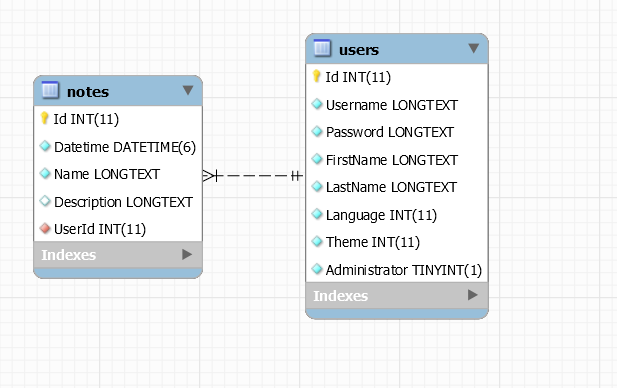 notes
Id INT(11)
Datetime DATETIME(6)
Name LONGTEXT
Description LONGTEXT
UserId INT(11)
Indexes
users
Id INT(11)
Username LONGTEXT
Password LONGTEXT
FirstName LONGTEXT
LastName LONGTEXT
Language INT(11)
Theme INT(11)
Administrator TINYINT(1)
Indexes